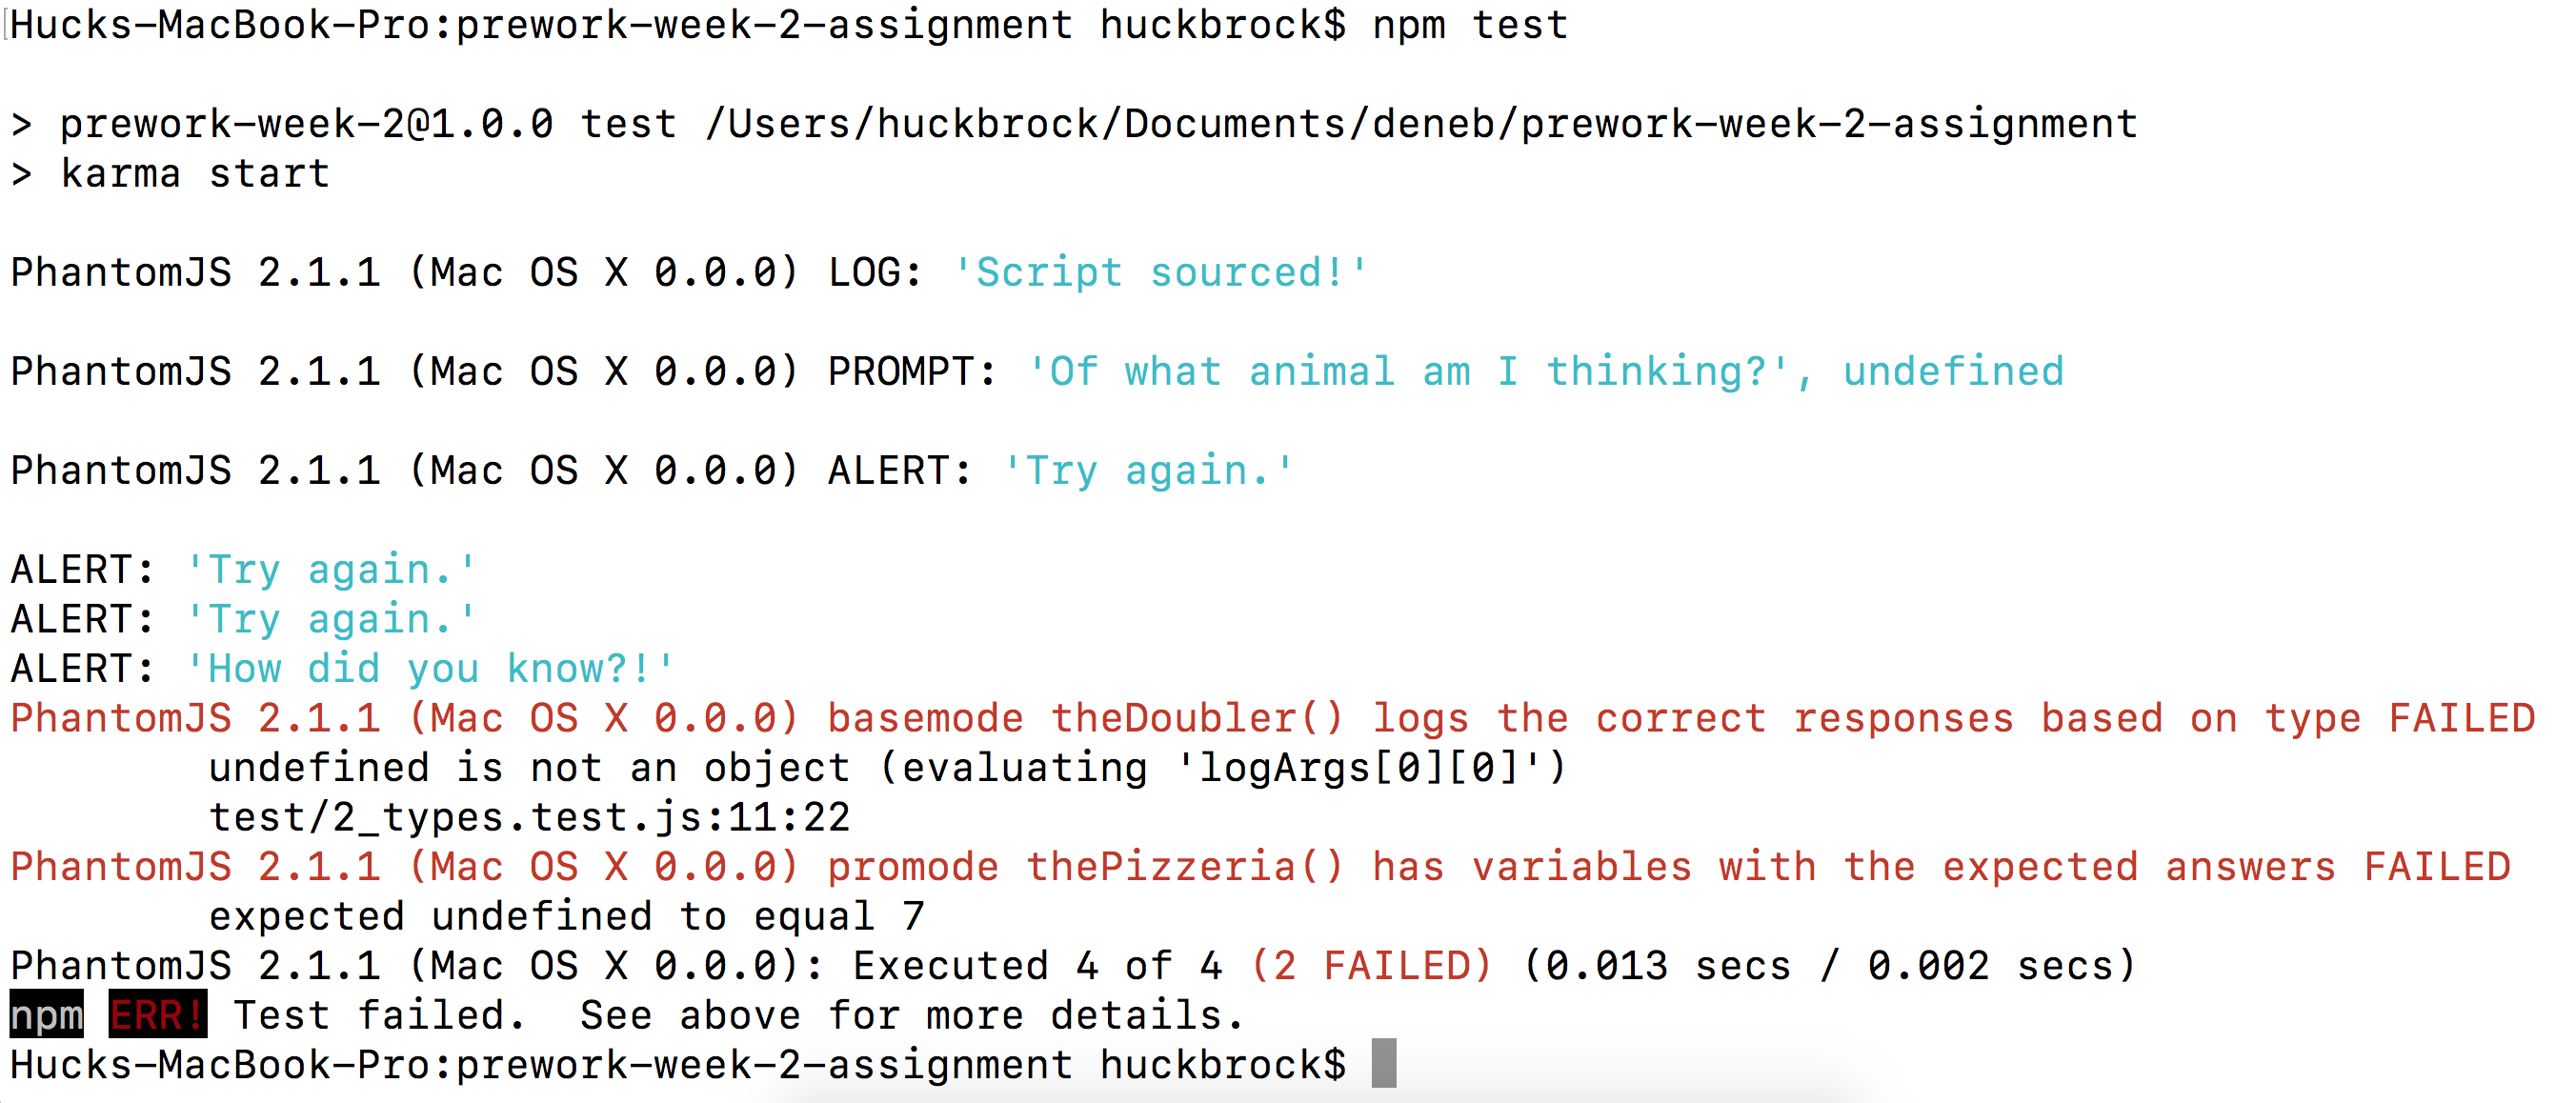 [Hucks-MacBook-Pro:prework-week-2-assignment huckbrock$ npm test
> prework-week-2@1.0.0 test /Users/huckbrock/Documents/deneb/prework-week-2-assignment
> karma start
PhantomJS 2.1.1 (Mac OS X 0.0.0) LOG: 'Script sourced!'
PhantomJS 2.1.1 (Mac OS X 0.0.0) PROMPT: 'Of what animal am I thinking?', undefined
PhantomJS 2.1.1 (Mac OS X 0.0.0) ALERT: 'Try again.'
ALERT: 'Try again.'
ALERT: 'Try again.'
ALERT: 'How did you know?!'
PhantomJS 2.1.1 (Mac OS X 0.0.0) basemode theDoubler() logs the correct responses based on type FAILED
undefined is not an object (evaluating 'logArgs[0][0]')
test/2_types.test.js:11:22
PhantomJS 2.1.1 (Mac OS X 0.0.0) promode thePizzeria() has variables with the expected answers FAILED
expected undefined to equal 7
PhantomJS 2.1.1 (Mac OS X 0.0.0): Executed 4 of 4 (2 FAILED) (0.013 secs / 0.002 secs)
npm ERR! Test failed.  See above for more details.
Hucks-MacBook-Pro:prework-week-2-assignment huckbrock$